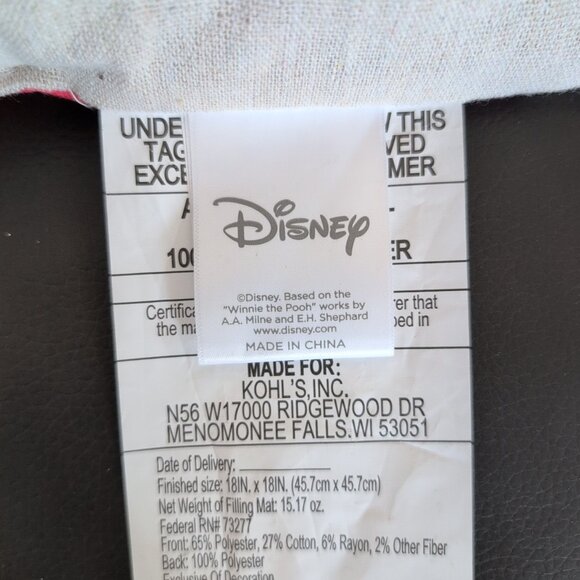 UNDE THIS
TAG VED
EXCE MER
100 ER
Disney
©Disney. Based on the
"Winnie the Pooh" works by
A.A. Milne and E.H. Shephard
www.disney.com
MADE IN CHINA
Certifica rer that
the ma ped in
MADE FOR:
KOHL'S,INC.
N56 W17000 RIDGEWOOD DR
MENOMONEE FALLS.WI 53051
Date of Delivery:
Finished size: 18IN. x 18IN. (45.7cm x 45.7cm)
Net Weight of Filling Mat: 15.17 oz.
Federal RN# 73277
Front: 65% Polyester, 27% Cotton, 6% Rayon, 2% Other Fiber
Back: 100% Polyester
Exclusive Of Decoration